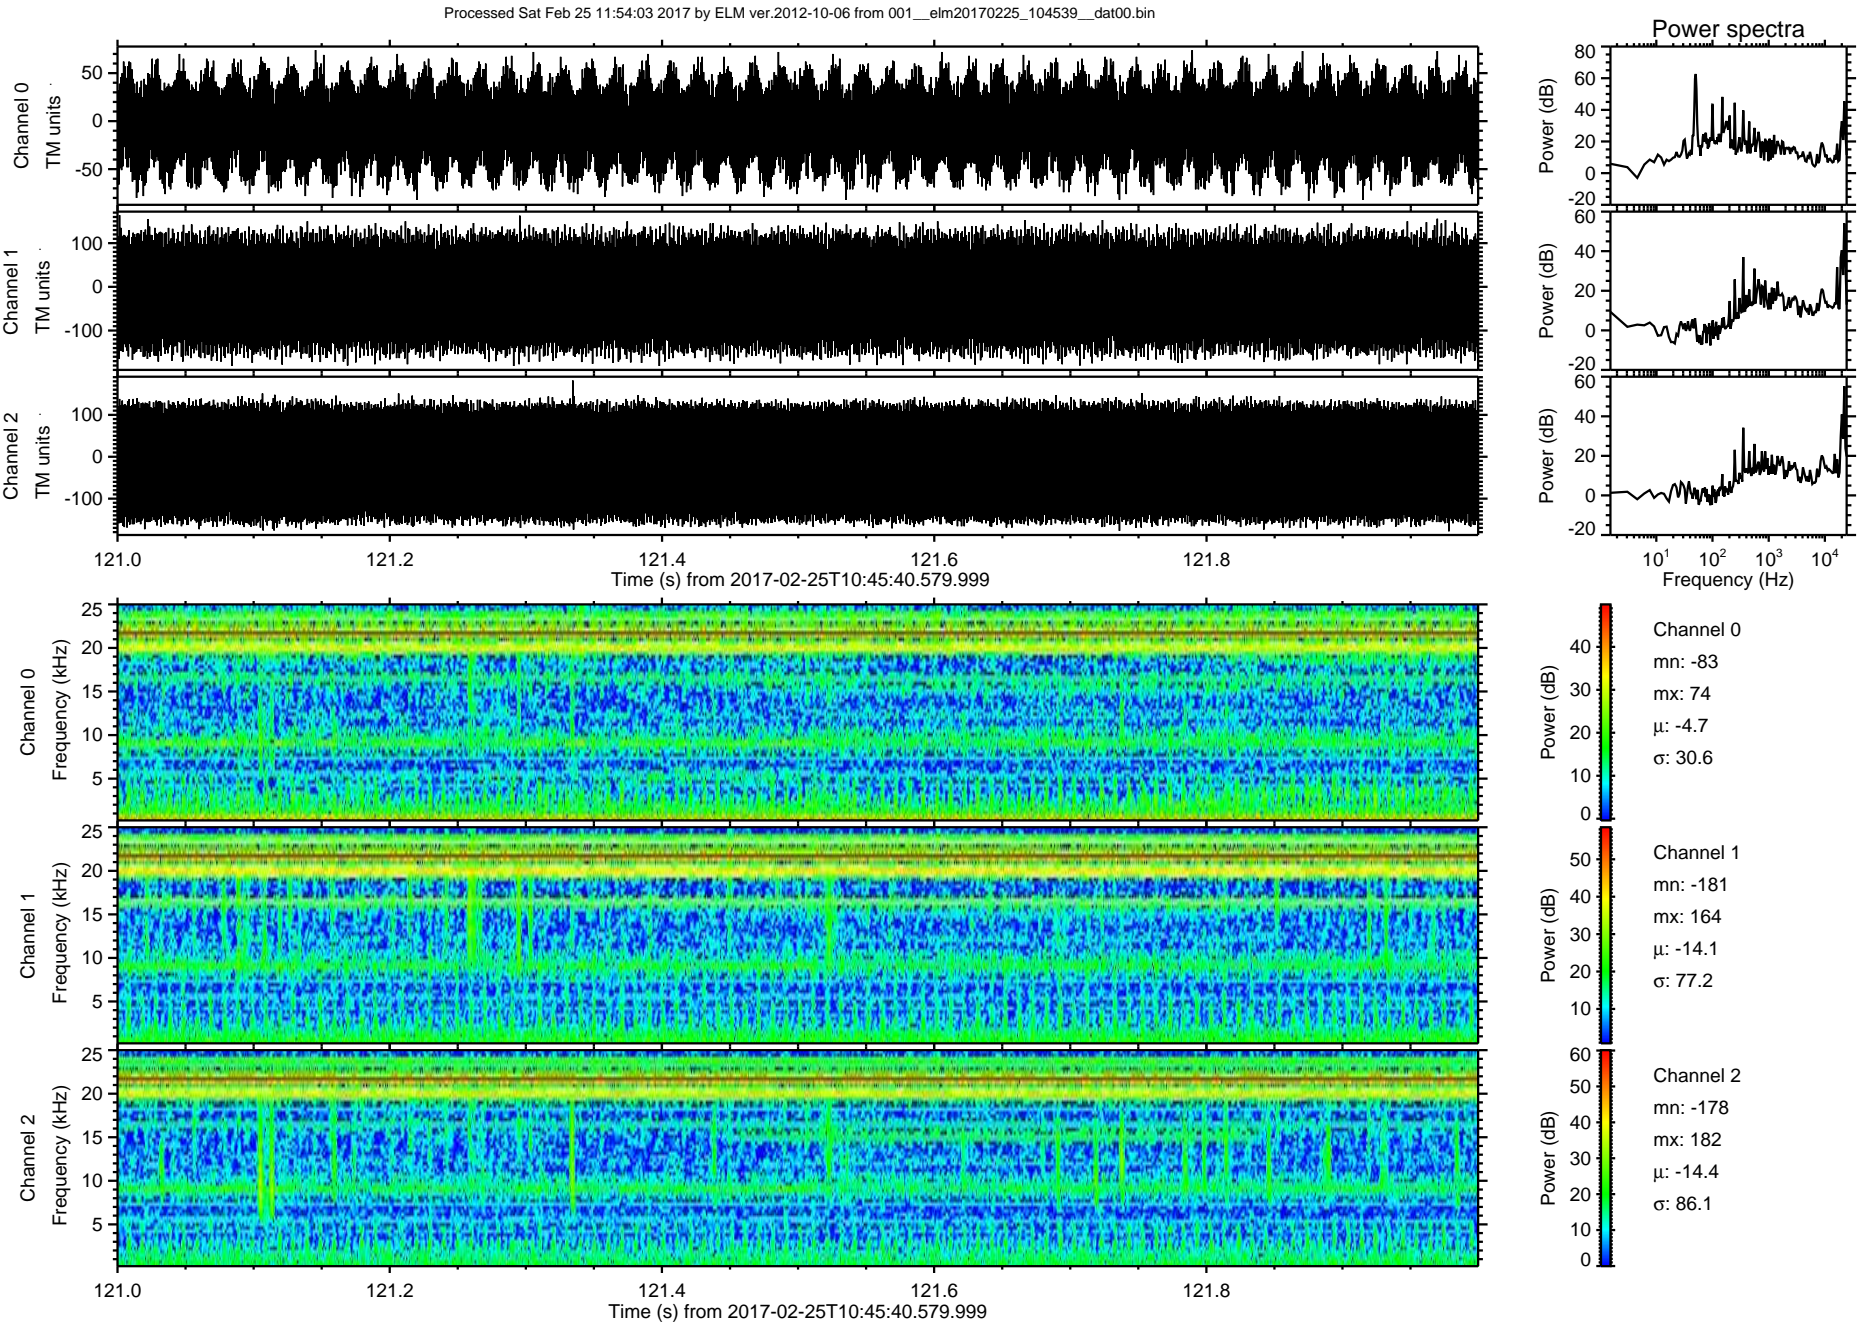 Processed Sat Feb 25 11:54:03 2017 by ELM ver.2012-10-06 from 001__elm20170225_104539__dat00.bin
Power spectra
Channel 0
TM units
50
0
-50
Power (dB)
80
60
40
20
0
-20
Channel 1
TM units
100
0
-100
Power (dB)
60
40
20
0
-20
Channel 2
TM units
100
0
-100
Power (dB)
60
40
20
0
-20
121.0 121.2 121.4 121.6 121.8
Time (s) from 2017-02-25T10:45:40.579.999
10^1 10^2 10^3 10^4
Frequency (Hz)
Channel 0
Frequency (kHz)
25
20
15
10
5
Power (dB)
40
30
20
10
0
Channel 0
mn: -83
mx: 74
μ: -4.7
σ: 30.6
Channel 1
Frequency (kHz)
25
20
15
10
5
Power (dB)
50
40
30
20
10
Channel 1
mn: -181
mx: 164
μ: -14.1
σ: 77.2
Channel 2
Frequency (kHz)
25
20
15
10
5
Power (dB)
60
50
40
30
20
10
0
Channel 2
mn: -178
mx: 182
μ: -14.4
σ: 86.1
121.0 121.2 121.4 121.6 121.8
Time (s) from 2017-02-25T10:45:40.579.999